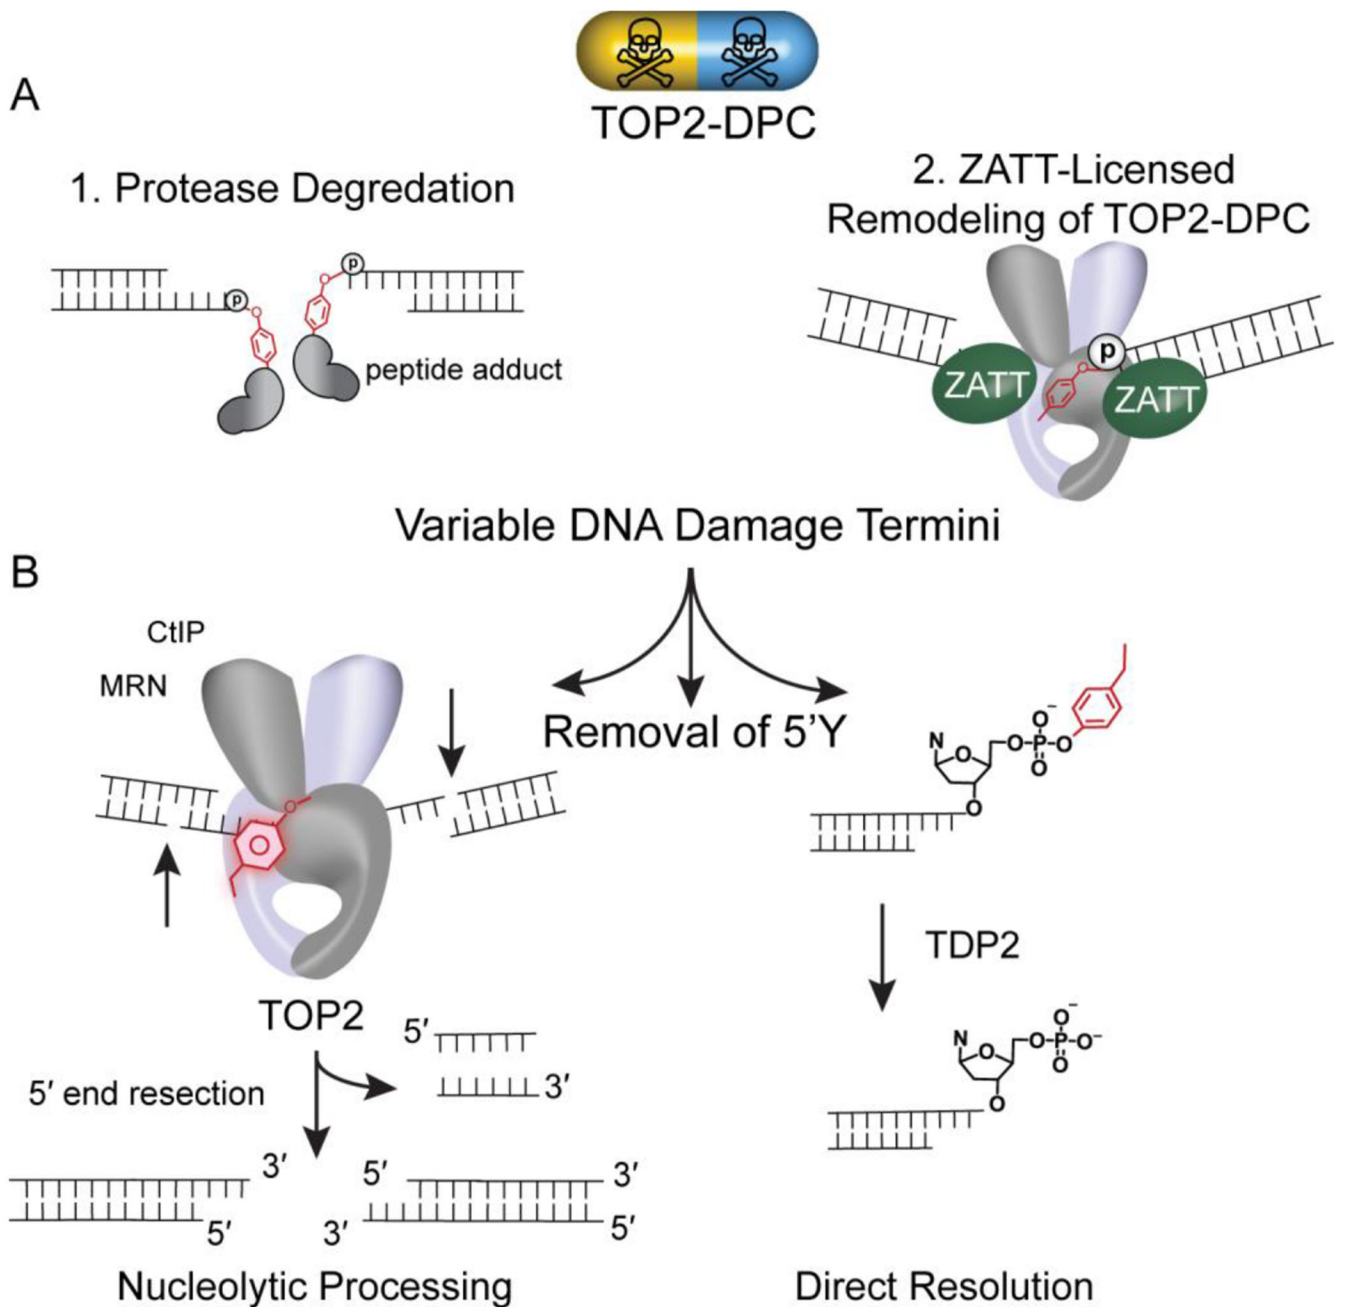 TOP2-DPC
A
1. Protease Degredation
2. ZATT-Licensed
Remodeling of TOP2-DPC
p
O
p
O
peptide adduct
p
O
ZATT
ZATT
Variable DNA Damage Termini
B
CtIP
MRN
Removal of 5'Y
O
N
O
O
P
O
O⁻
O
O
TOP2
TDP2
5' end resection
5'
3'
N
O
O
P
O⁻
O⁻
O
O
3'
5'
5'
3'
3'
5'
Nucleolytic Processing
Direct Resolution